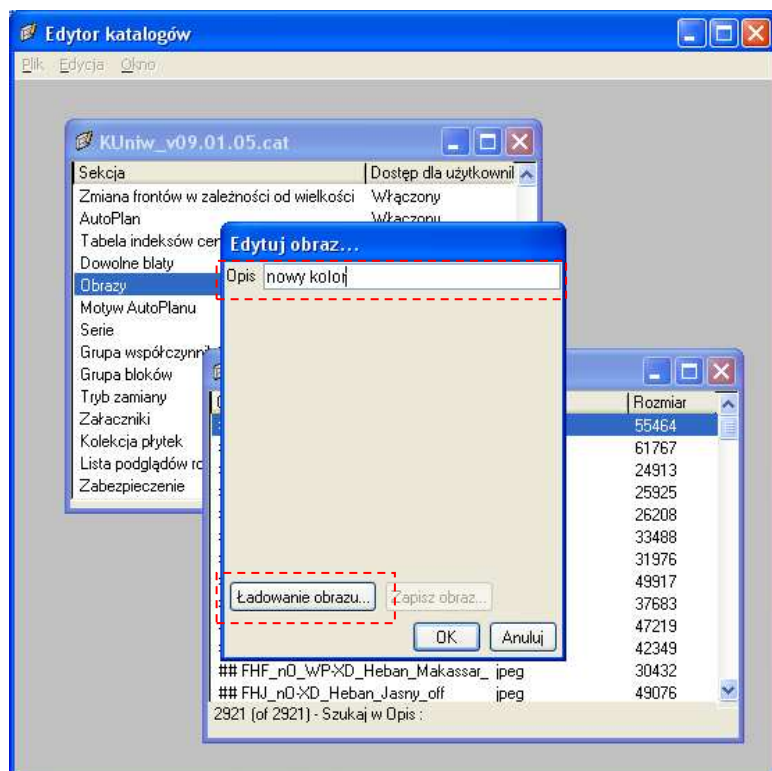 Edytor katalogów
Plik Edycja Okno
KUniw_v09.01.05.cat
Sekcja Dostęp dla użytkownil
Zmiana frontów w zależności od wielkości Włączony
AutoPlan Włączony
Tabela indeksów cen
Dowolne blaty
Obrazy
Motyw AutoPlanu
Serie
Grupa współczynni
Grupa bloków
Tryb zamiany
Załaczniki
Kolekcja płytek
Lista podglądów ro
Zabezpieczenie
Edytuj obraz...
Opis nowy kolor
Ładowanie obrazu... Zapisz obraz...
OK Anuluj
Rozmiar
55464
61767
24913
25925
26208
33488
31976
49917
37683
47219
42349
## FHF_nO_WP-XD_Heban_Makassar_ jpeg 30432
## FHJ_nO-XD_Heban_Jasny_off jpeg 49076
2921 (of 2921) - Szukaj w Opis :